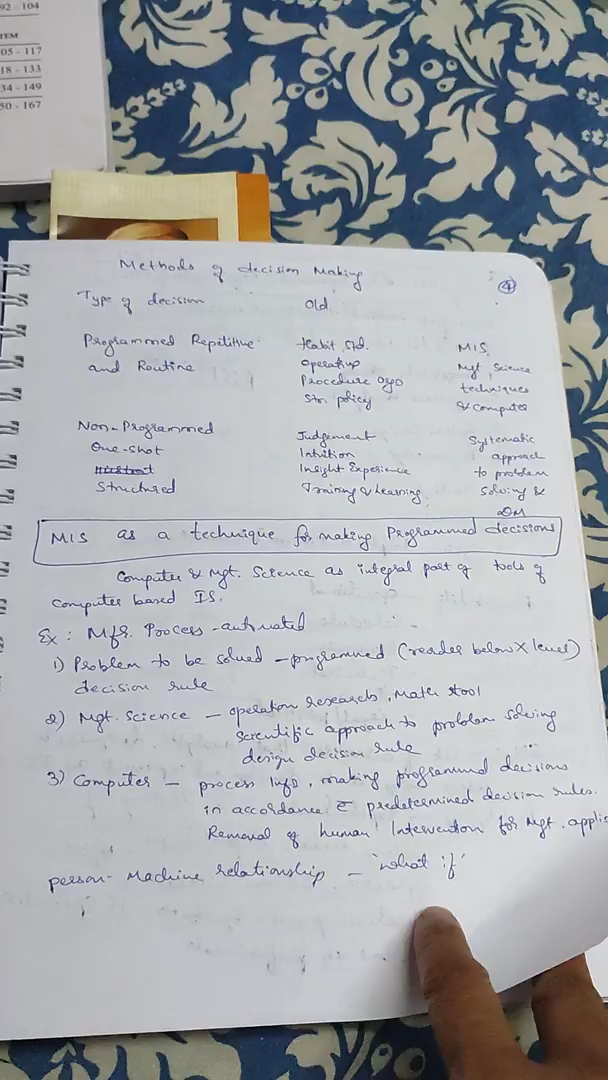 92 - 104
TEM
05 - 117
18 - 133
34 - 149
50 - 167
Methods of decision Making
④
Type of decision Old
Programmed Repititive Habit Std. MIS
and Routine Operating Mgt Science
Procedure techniques
policy & computer
Non-Programmed Judgement Systematic
One-shot Intuition approach
Insight Experience to problem
Structured Training & Learning Solving &
DM
MIS as a technique for making Programmed decisions
Computer & Mgt. Science as integral part of tools of
Computer based IS.
Ex: Mfg. Process-automated
1) Problem to be solved - programmed (reorder below X level)
decision rule
2) Mgt. Science - operation research, Math tool
scientific approach to problem solving
design decision rule
3) Computer - process Info, making programmed decisions
in accordance c̄ predetermined decision rules.
Removal of human Intervention for Mgt. applic
person-Machine relationship - 'what if'